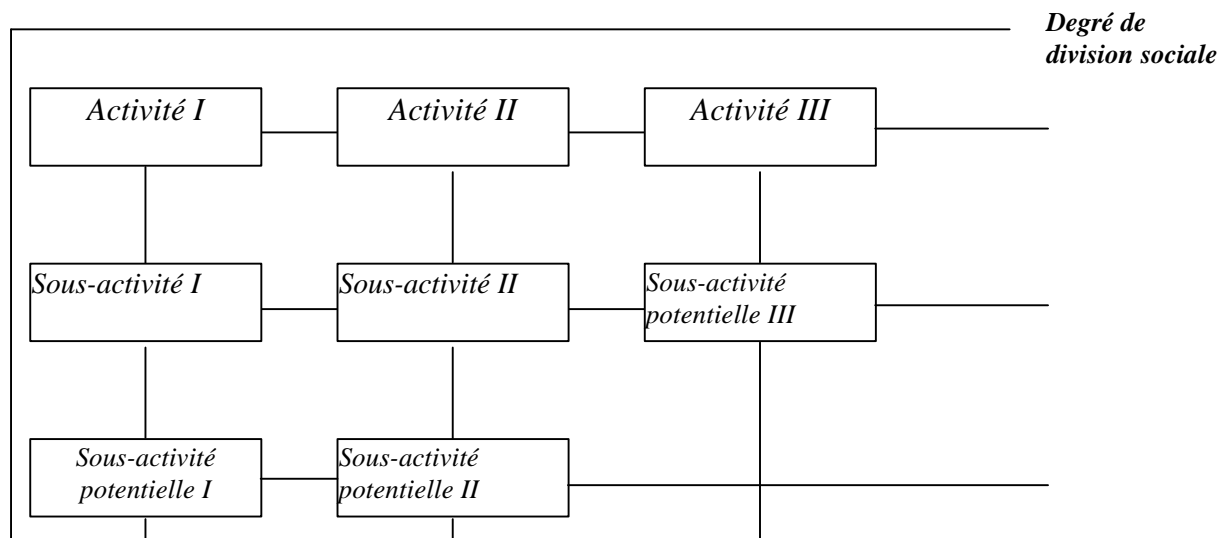 Degré de
division sociale
Activité I
Activité II
Activité III
Sous-activité I
Sous-activité II
Sous-activité
potentielle III
Sous-activité
potentielle I
Sous-activité
potentielle II